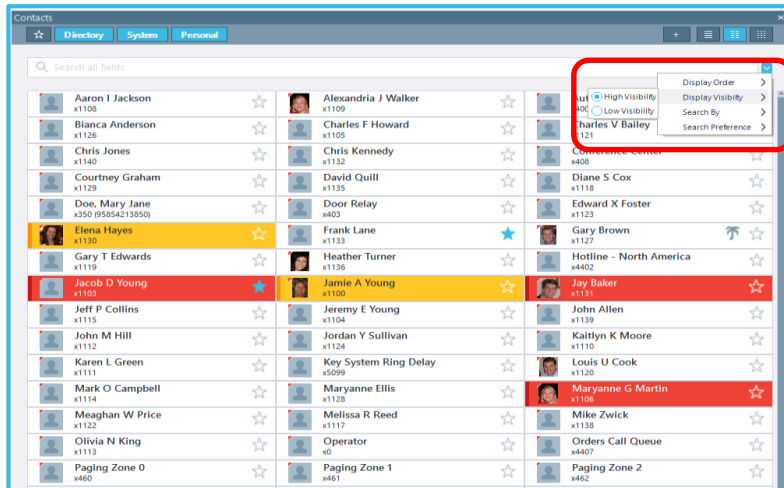 Contacts
Directory System Personal
Search all fields
Display Order
Display Visibilty
Search By
Search Preference
High Visibility
Low Visibility
Aaron I Jackson
x1108
Alexandria J Walker
x1109
Aut
400
Bianca Anderson
x1126
Charles F Howard
x1105
Charles V Bailey
x1121
Chris Jones
x1140
Chris Kennedy
x1132
Conference Center
x408
Courtney Graham
x1129
David Quill
x1135
Diane S Cox
x1118
Doe, Mary Jane
x350 (95854213850)
Door Relay
x403
Edward X Foster
x1123
Elena Hayes
x1130
Frank Lane
x1133
Gary Brown
x1127
Gary T Edwards
x1119
Heather Turner
x1136
Hotline - North America
x4402
Jacob D Young
x1103
Jamie A Young
x1100
Jay Baker
x1131
Jeff P Collins
x1115
Jeremy E Young
x1104
John Allen
x1139
John M Hill
x1112
Jordan Y Sullivan
x1124
Kaitlyn K Moore
x1110
Karen L Green
x1111
Key System Ring Delay
x5099
Louis U Cook
x1120
Mark O Campbell
x1114
Maryanne Ellis
x1128
Maryanne G Martin
x1106
Meaghan W Price
x1122
Melissa R Reed
x1117
Mike Zwick
x1138
Olivia N King
x1113
Operator
x0
Orders Call Queue
x4407
Paging Zone 0
x460
Paging Zone 1
x461
Paging Zone 2
x462